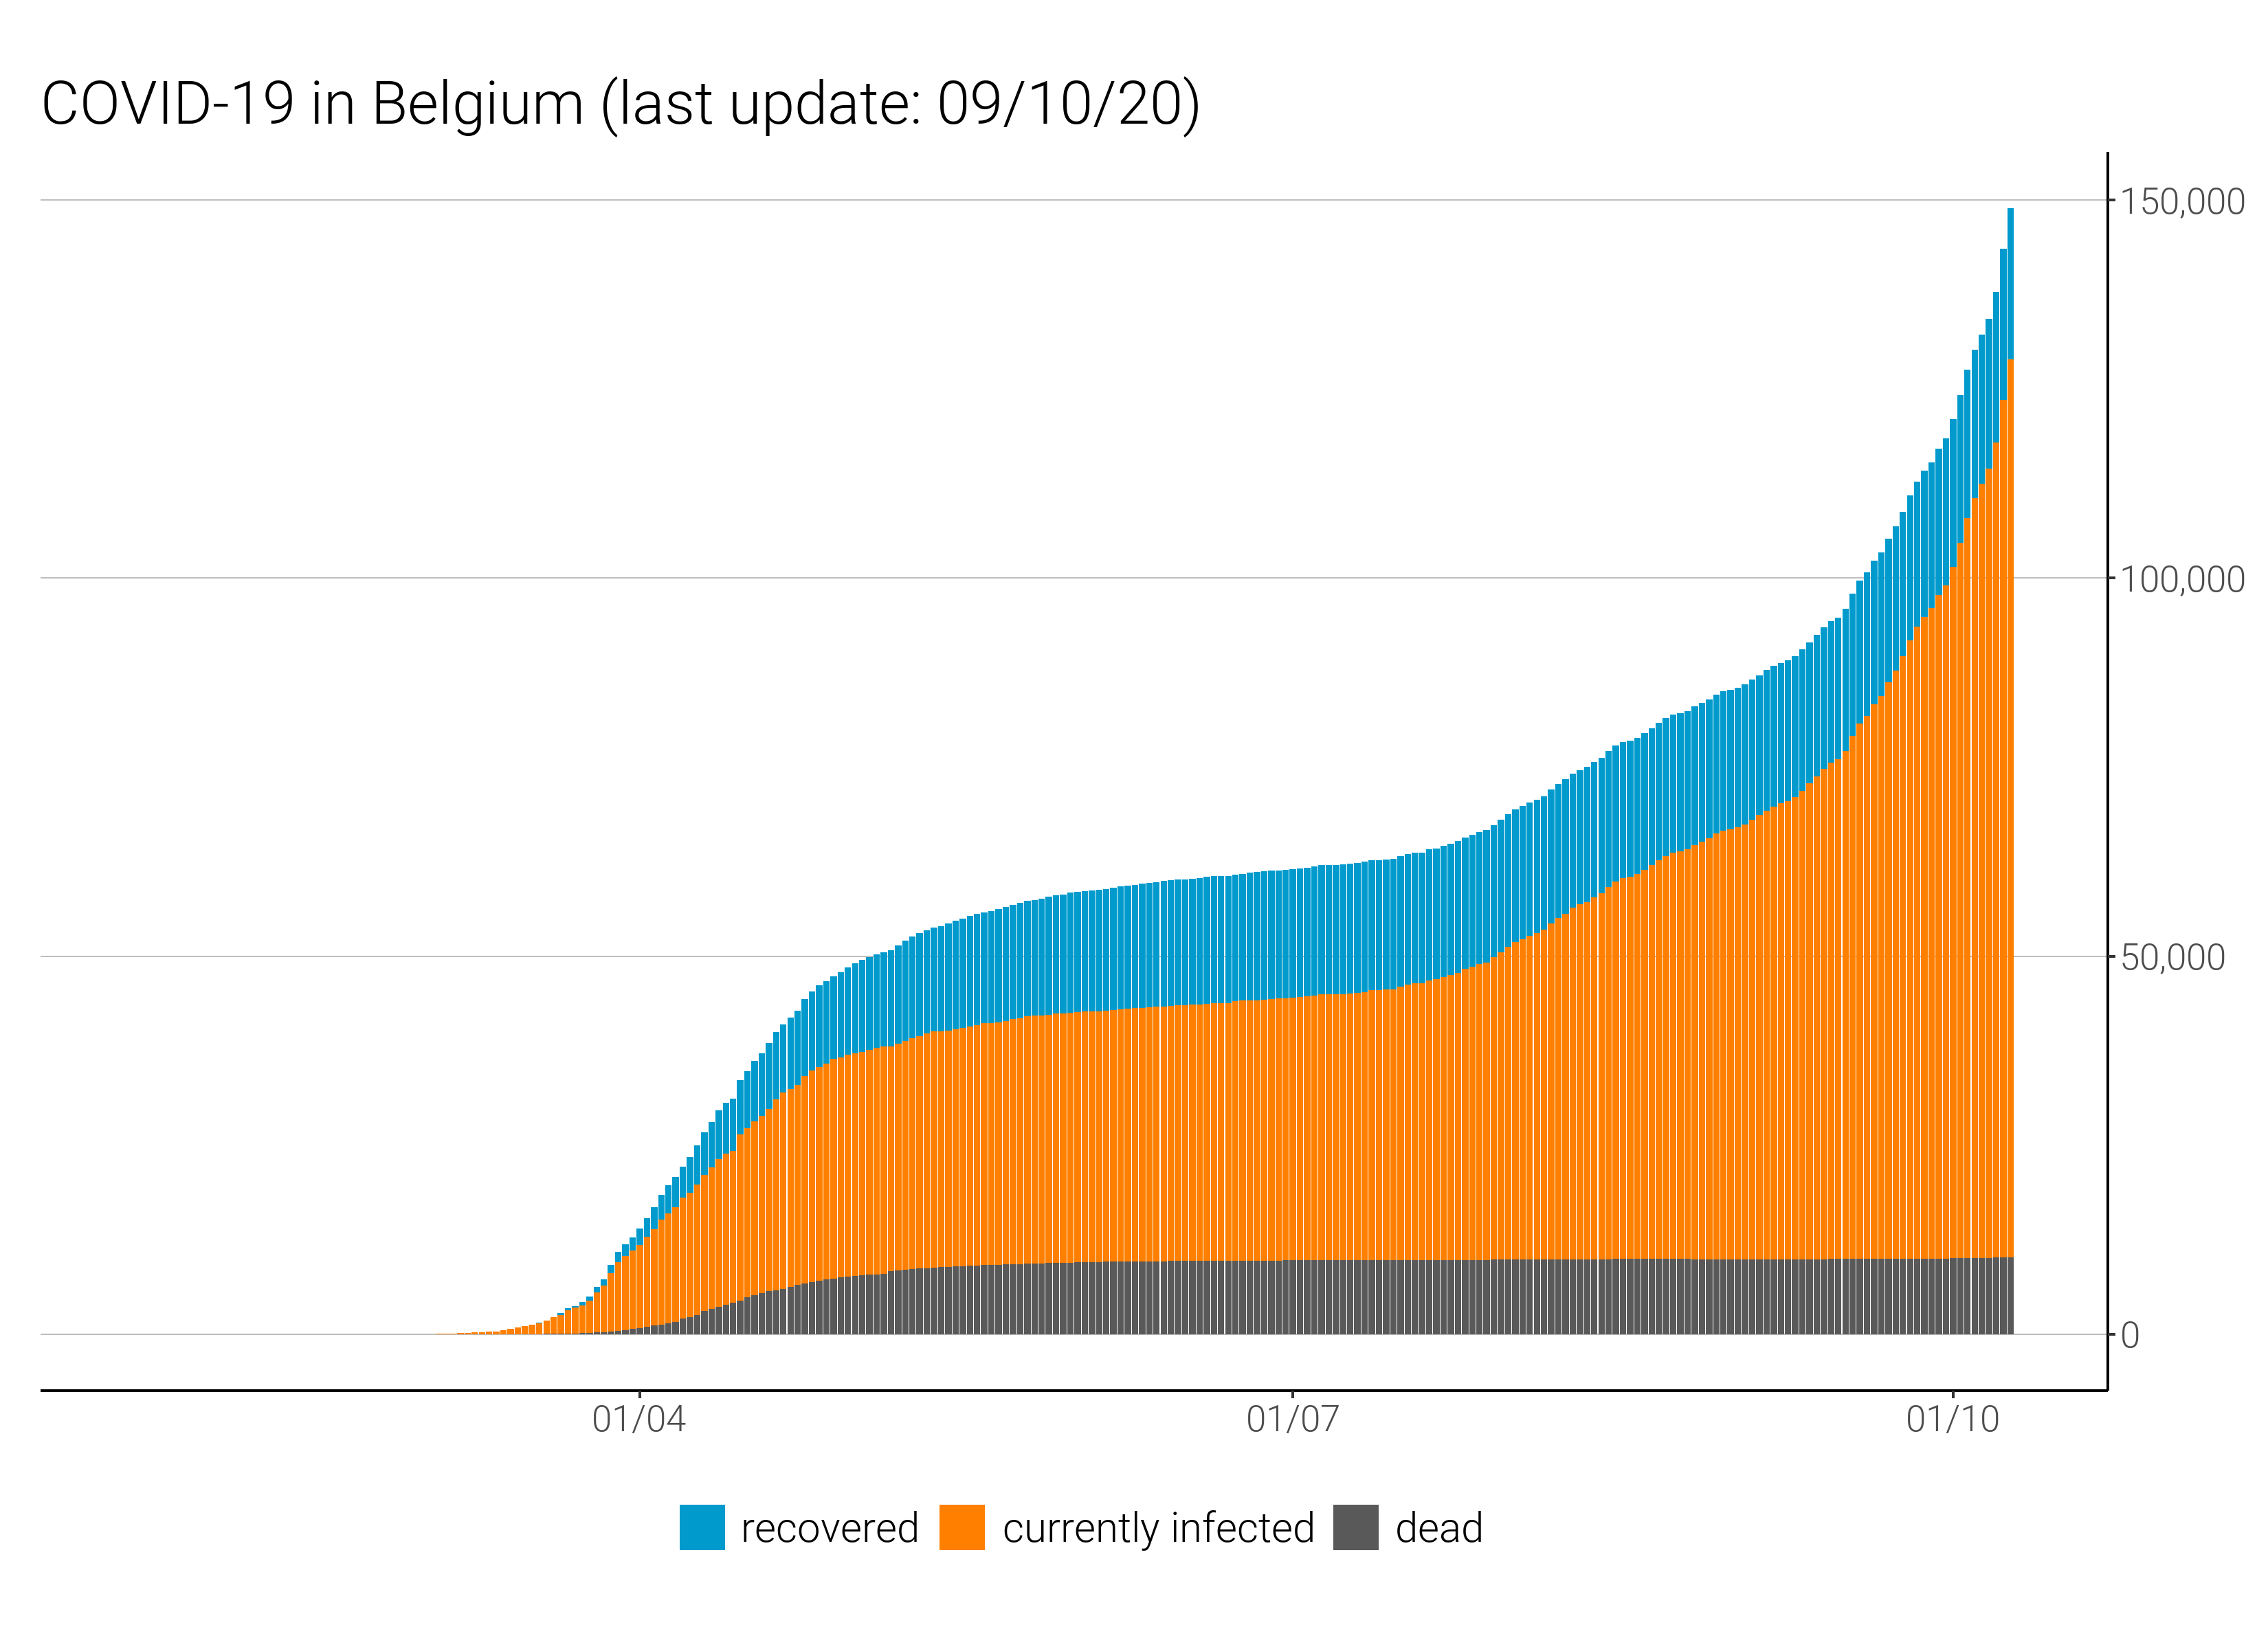 COVID-19 in Belgium (last update: 09/10/20)
150,000
100,000
50,000
0
01/04 01/07 01/10
recovered currently infected dead